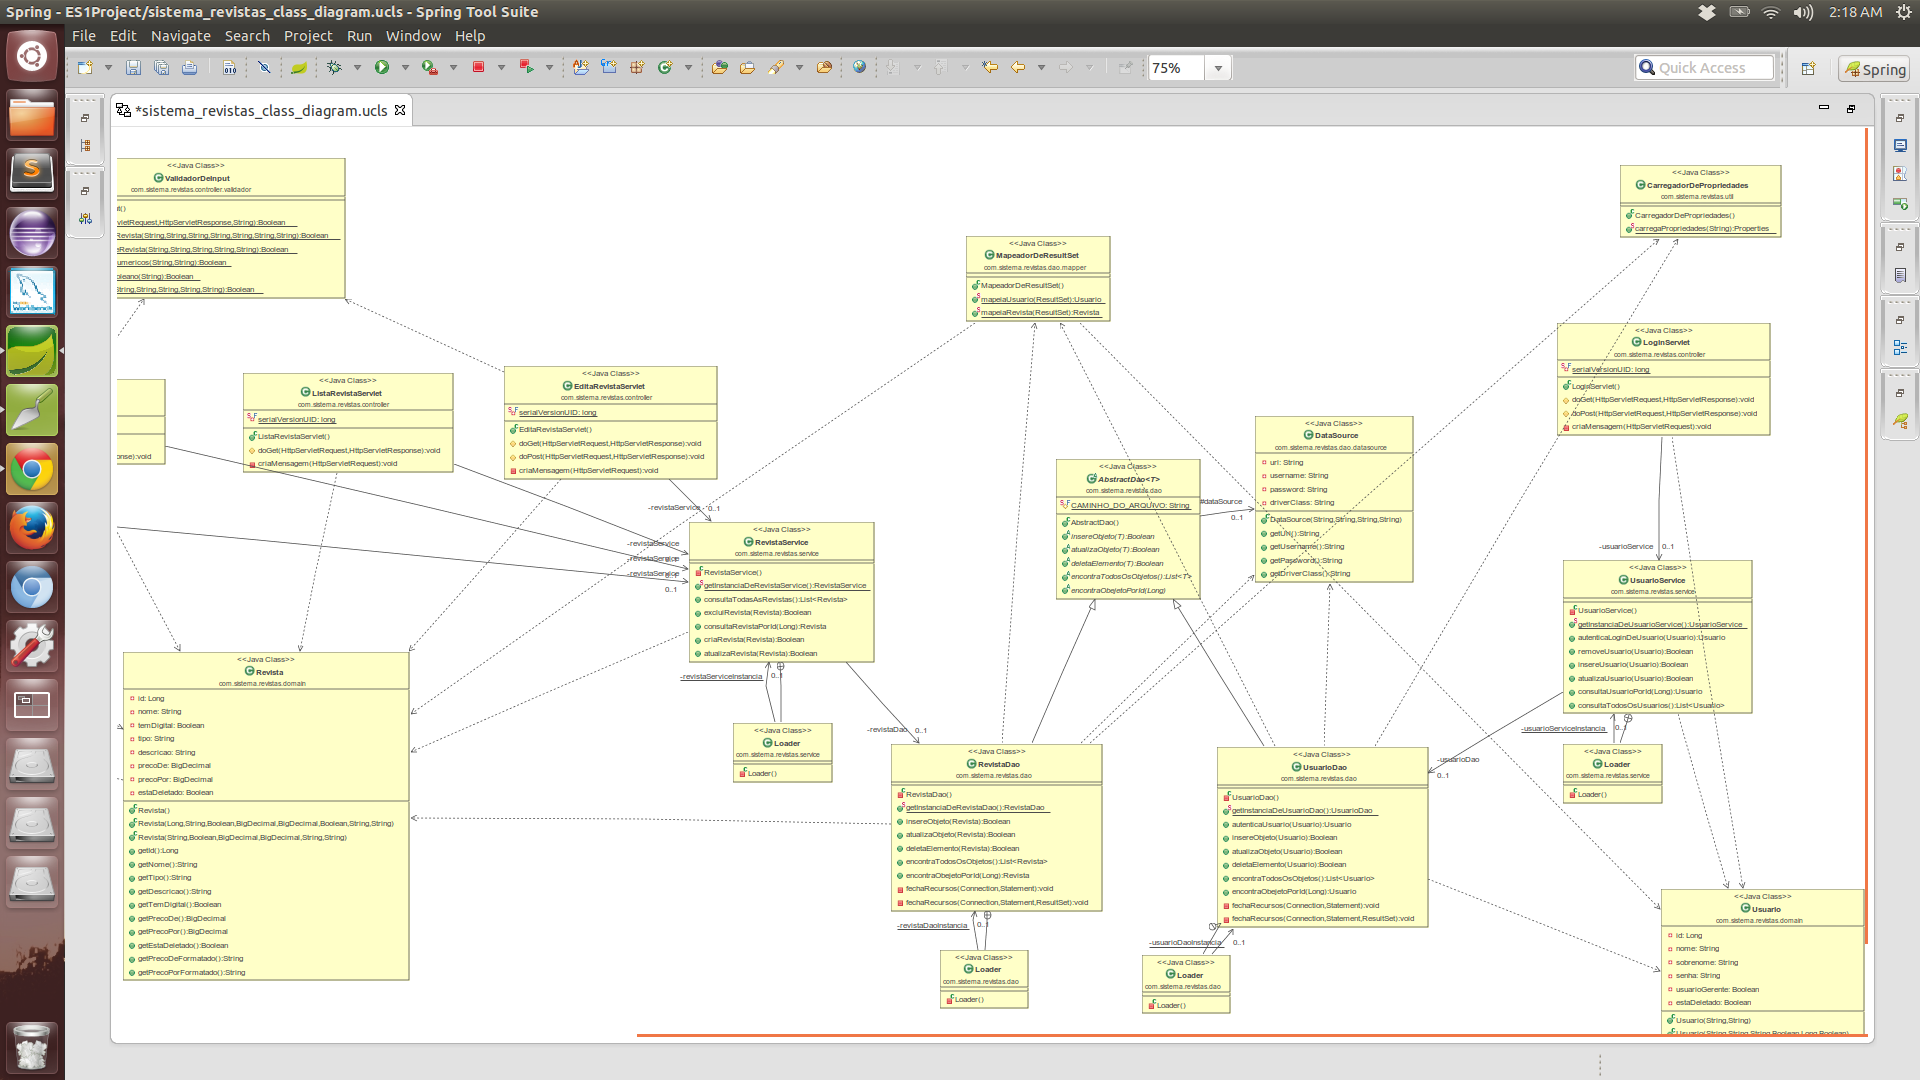 Spring - ES1Project/sistema_revistas_class_diagram.ucls - Spring Tool Suite
2:18 AM
File Edit Navigate Search Project Run Window Help
75%
Quick Access
Spring
*sistema_revistas_class_diagram.ucls
<<Java Class>>
ValidadorDeInput
com.sistema.revistas.controller.validador
vletRequest,HttpServletResponse,String):Boolean
Revista(String,String,String,String,String,String,String):Boolean
eRevista(String,String,String,String,String):Boolean
umericos(String,String):Boolean
oleano(String):Boolean
String,String,String,String,String):Boolean
onse):void
<<Java Class>>
ListaRevistaServlet
com.sistema.revistas.controller
serialVersionUID: long
ListaRevistaServlet()
doGet(HttpServletRequest,HttpServletResponse):void
criaMensagem(HttpServletRequest):void
<<Java Class>>
EditaRevistaServlet
com.sistema.revistas.controller
serialVersionUID: long
EditaRevistaServlet()
doGet(HttpServletRequest,HttpServletResponse):void
doPost(HttpServletRequest,HttpServletResponse):void
criaMensagem(HttpServletRequest):void
<<Java Class>>
MapeadorDeResultSet
com.sistema.revistas.dao.mapper
MapeadorDeResultSet()
mapeiaUsuario(ResultSet):Usuario
mapeiaRevista(ResultSet):Revista
<<Java Class>>
CarregadorDePropriedades
com.sistema.revistas.util
CarregadorDePropriedades()
carregaPropriedades(String):Properties
<<Java Class>>
LoginServlet
com.sistema.revistas.controller
serialVersionUID: long
LoginServlet()
doGet(HttpServletRequest,HttpServletResponse):void
doPost(HttpServletRequest,HttpServletResponse):void
criaMensagem(HttpServletRequest):void
<<Java Class>>
DataSource
com.sistema.revistas.dao.datasource
url: String
username: String
password: String
driverClass: String
DataSource(String,String,String,String)
getUrl():String
getUsername():String
getPassword():String
getDriverClass():String
<<Java Class>>
AbstractDao<T>
com.sistema.revistas.dao
CAMINHO_DO_ARQUIVO: String
AbstractDao()
insereObjeto(T):Boolean
atualizaObjeto(T):Boolean
deletaElemento(T):Boolean
encontraTodosOsObjetos():List<T>
encontraObejetoPorId(Long)
#dataSource
0..1
-revistaService
0..1
-revistaService
-revistaService
-revistaService
0..1
<<Java Class>>
RevistaService
com.sistema.revistas.service
RevistaService()
getInstanciaDeRevistaService():RevistaService
consultaTodasAsRevistas():List<Revista>
excluiRevista(Revista):Boolean
consultaRevistaPorId(Long):Revista
criaRevista(Revista):Boolean
atualizaRevista(Revista):Boolean
-revistaServiceInstancia
0..1
<<Java Class>>
Loader
com.sistema.revistas.service
Loader()
-usuarioService
0..1
<<Java Class>>
UsuarioService
com.sistema.revistas.service
UsuarioService()
getInstanciaDeUsuarioService():UsuarioService
autenticaLoginDeUsuario(Usuario):Usuario
removeUsuario(Usuario):Boolean
insereUsuario(Usuario):Boolean
atualizaUsuario(Usuario):Boolean
consultaUsuarioPorId(Long):Usuario
consultaTodosOsUsuarios():List<Usuario>
-usuarioServiceInstancia
0..1
<<Java Class>>
Loader
com.sistema.revistas.service
Loader()
<<Java Class>>
Revista
com.sistema.revistas.domain
id: Long
nome: String
temDigital: Boolean
tipo: String
descricao: String
precoDe: BigDecimal
precoPor: BigDecimal
estaDeletado: Boolean
Revista()
Revista(Long,String,Boolean,BigDecimal,BigDecimal,Boolean,String,String)
Revista(String,Boolean,BigDecimal,BigDecimal,String,String)
getId():Long
getNome():String
getTipo():String
getDescricao():String
getTemDigital():Boolean
getPrecoDe():BigDecimal
getPrecoPor():BigDecimal
getEstaDeletado():Boolean
getPrecoDeFormatado():String
getPrecoPorFormatado():String
-revistaDao
0..1
<<Java Class>>
RevistaDao
com.sistema.revistas.dao
RevistaDao()
getInstanciaDeRevistaDao():RevistaDao
insereObjeto(Revista):Boolean
atualizaObjeto(Revista):Boolean
deletaElemento(Revista):Boolean
encontraTodosOsObjetos():List<Revista>
encontraObejetoPorId(Long):Revista
fechaRecursos(Connection,Statement):void
fechaRecursos(Connection,Statement,ResultSet):void
-revistaDaoInstancia
0..1
<<Java Class>>
Loader
com.sistema.revistas.dao
Loader()
-usuarioDao
0..1
<<Java Class>>
UsuarioDao
com.sistema.revistas.dao
UsuarioDao()
getInstanciaDeUsuarioDao():UsuarioDao
autenticaUsuario(Usuario):Usuario
insereObjeto(Usuario):Boolean
atualizaObjeto(Usuario):Boolean
deletaElemento(Usuario):Boolean
encontraTodosOsObjetos():List<Usuario>
encontraObejetoPorId(Long):Usuario
fechaRecursos(Connection,Statement):void
fechaRecursos(Connection,Statement,ResultSet):void
-usuarioDaoInstancia
0..1
<<Java Class>>
Loader
com.sistema.revistas.dao
Loader()
<<Java Class>>
Usuario
com.sistema.revistas.domain
id: Long
nome: String
sobrenome: String
senha: String
usuarioGerente: Boolean
estaDeletado: Boolean
Usuario(String,String)
Usuario(String,String,String,Boolean,Long,Boolean)